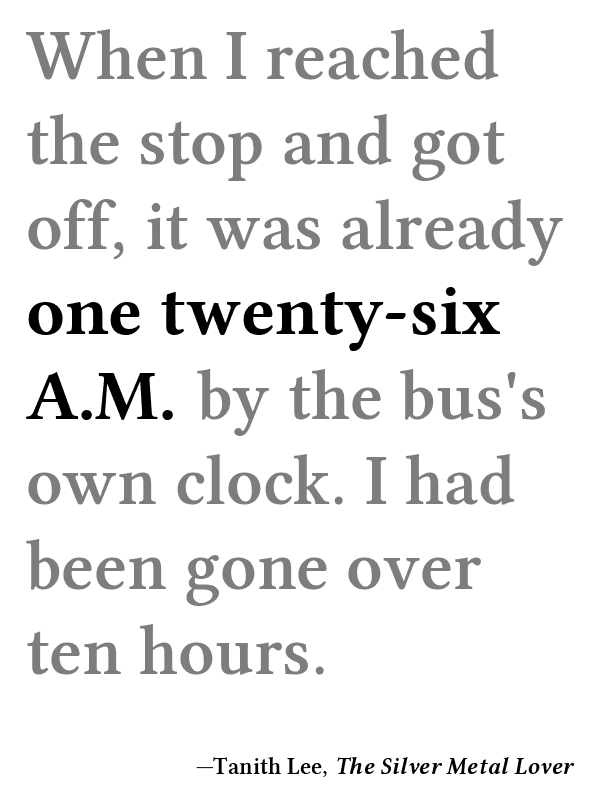 When I reached
the stop and got
off, it was already
one twenty-six
A.M. by the bus's
own clock. I had
been gone over
ten hours.
—Tanith Lee, The Silver Metal Lover